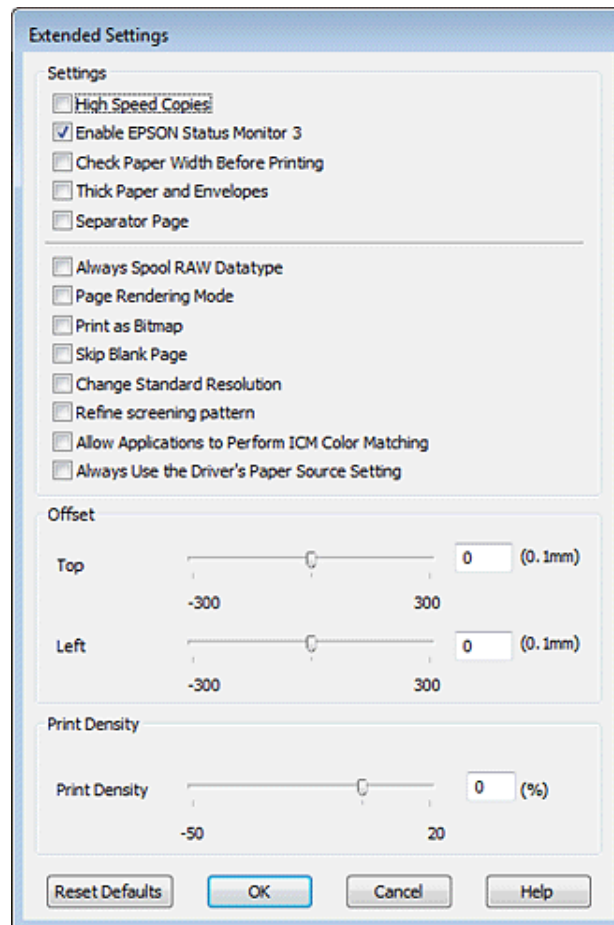 Extended Settings
Settings
High Speed Copies
Enable EPSON Status Monitor 3
Check Paper Width Before Printing
Thick Paper and Envelopes
Separator Page
Always Spool RAW Datatype
Page Rendering Mode
Print as Bitmap
Skip Blank Page
Change Standard Resolution
Refine screening pattern
Allow Applications to Perform ICM Color Matching
Always Use the Driver's Paper Source Setting
Offset
Top 0 (0.1mm)
-300 300
Left 0 (0.1mm)
-300 300
Print Density
Print Density 0 (%)
-50 20
Reset Defaults OK Cancel Help